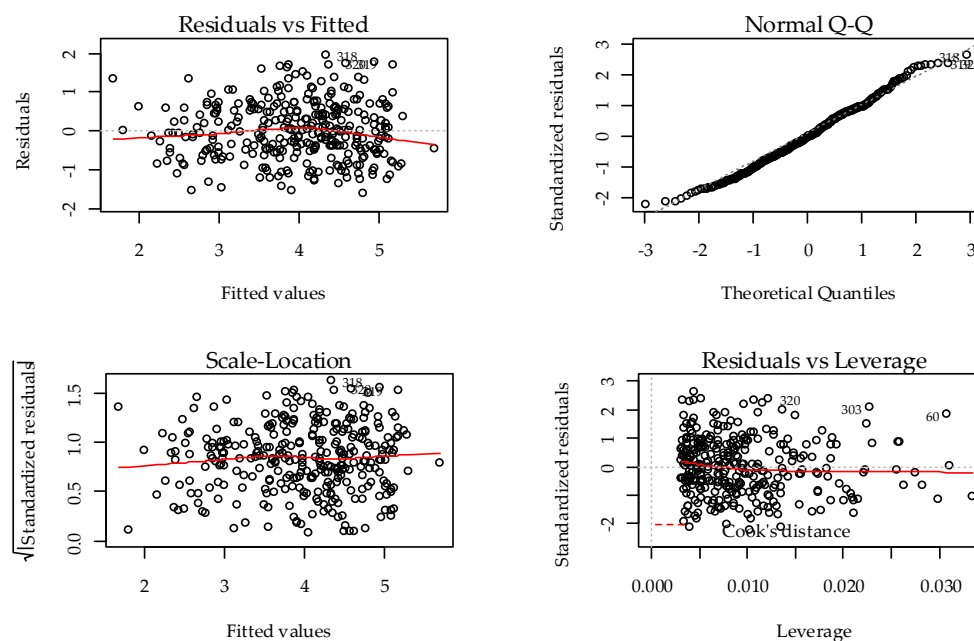 Residuals vs Fitted
Residuals
2
1
0
-1
-2
318
2 3 4 5
Fitted values
Normal Q-Q
Standardized residuals
3
2
1
0
-1
-2
318
-3 -2 -1 0 1 2 3
Theoretical Quantiles
Scale-Location
√|Standardized residuals|
1.5
1.0
0.5
0.0
318
2 3 4 5
Fitted values
Residuals vs Leverage
Standardized residuals
3
2
1
0
-1
-2
320
303
60
Cook's distance
0.000 0.010 0.020 0.030
Leverage